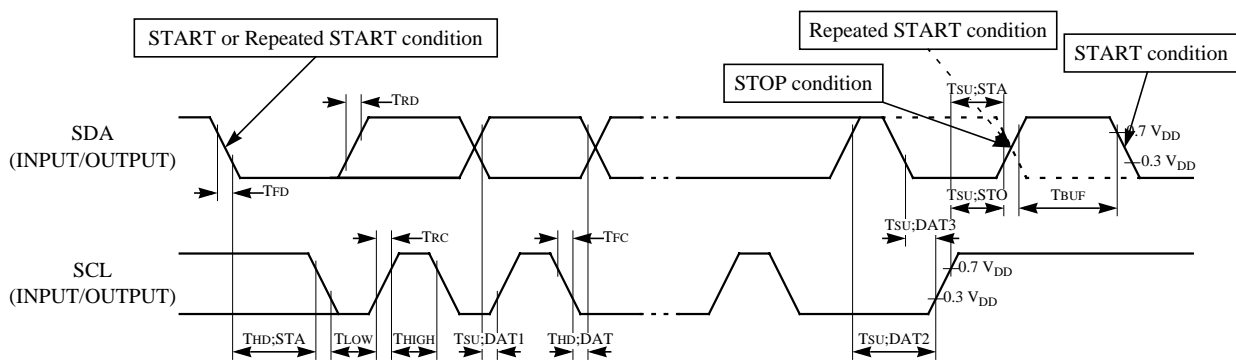 START or Repeated START condition
Repeated START condition
START condition
STOP condition
TSU;STA
TRD
SDA
(INPUT/OUTPUT)
0.7 VDD
0.3 VDD
TFD
TSU;STO
TBUF
TSU;DAT3
TRC
TFC
SCL
(INPUT/OUTPUT)
0.7 VDD
0.3 VDD
THD;STA
TLOW
THIGH
TSU;DAT1
THD;DAT
TSU;DAT2